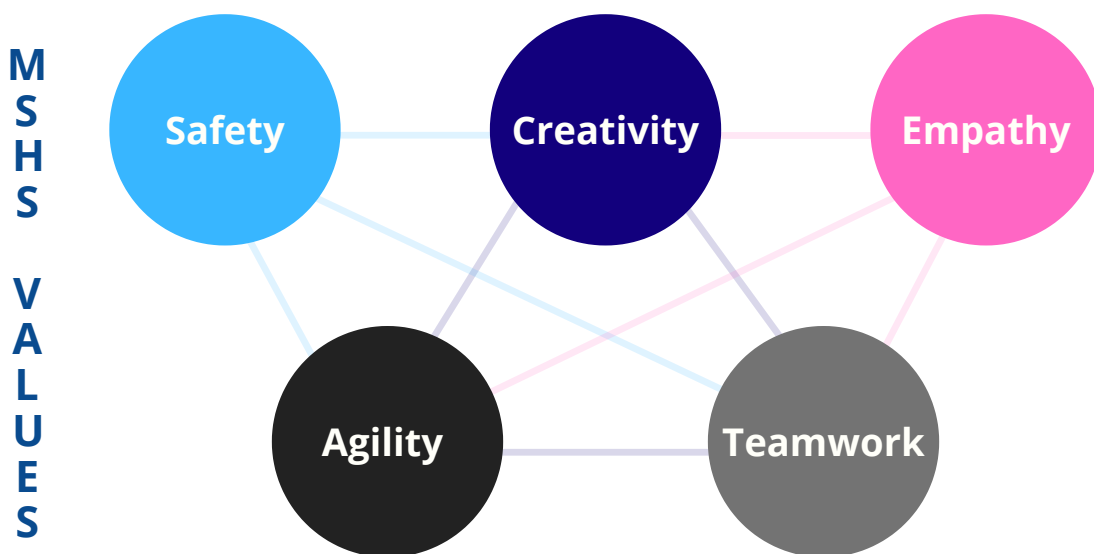 MSHS VALUES
Safety
Creativity
Empathy
Agility
Teamwork